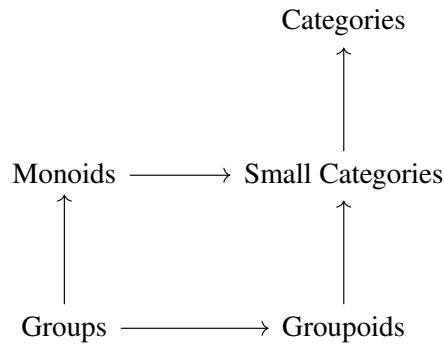 Categories
Monoids
Small Categories
Groups
Groupoids